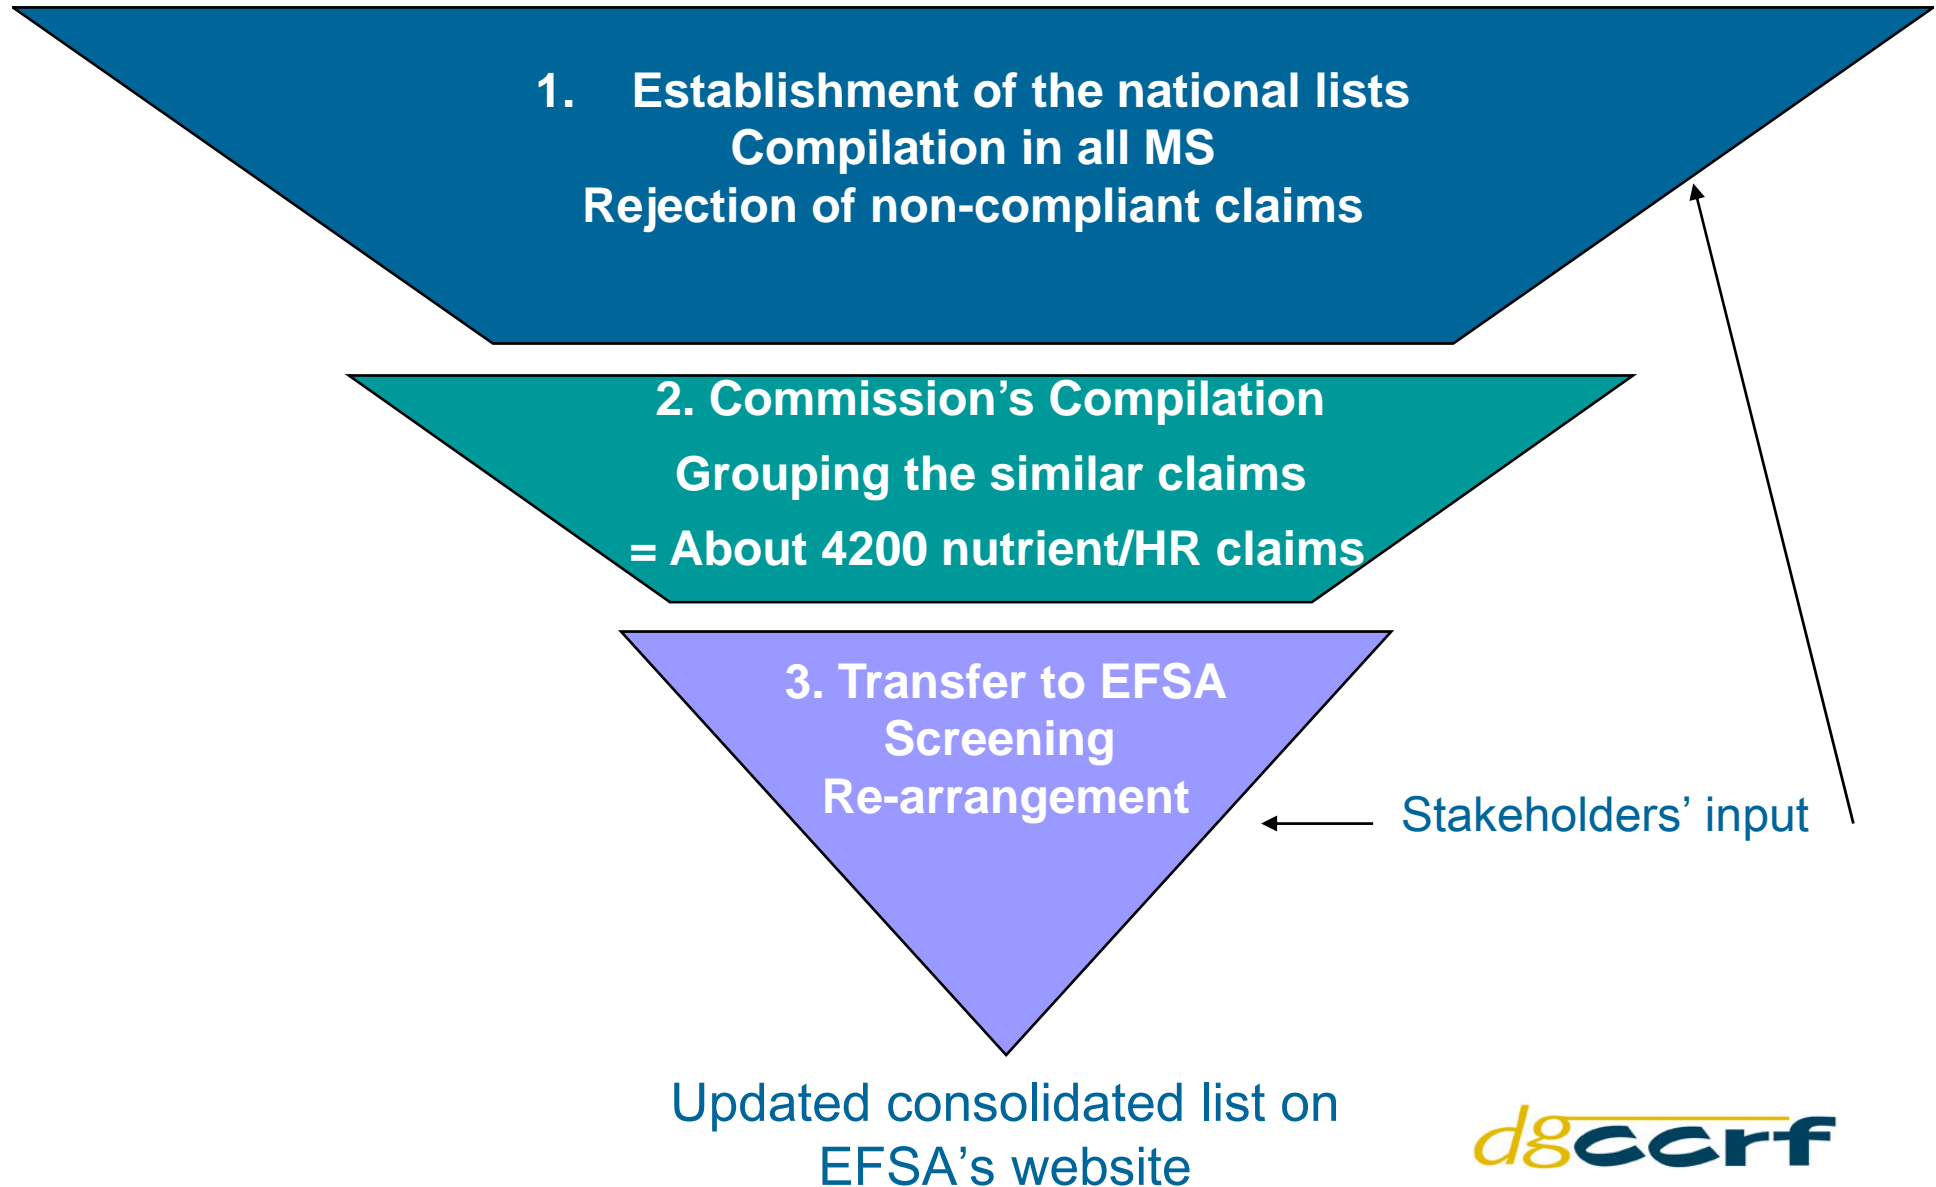 1. Establishment of the national lists
Compilation in all MS
Rejection of non-compliant claims
2. Commission’s Compilation
Grouping the similar claims
= About 4200 nutrient/HR claims
3. Transfer to EFSA
Screening
Re-arrangement
Stakeholders’ input
Updated consolidated list on
EFSA’s website
dgccrf